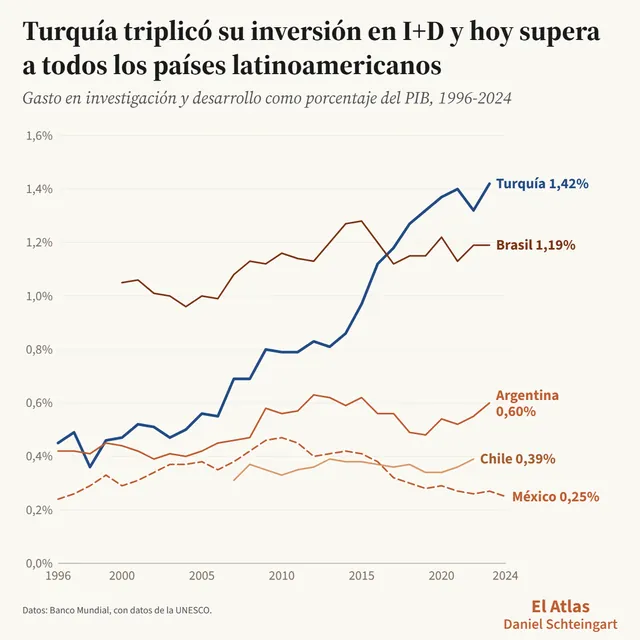 Turquía triplicó su inversión en I+D y hoy supera
a todos los países latinoamericanos
Gasto en investigación y desarrollo como porcentaje del PIB, 1996-2024
1,6%
1,4%
Turquía 1,42%
1,2%
Brasil 1,19%
1,0%
0,8%
0,6%
Argentina
0,60%
0,4%
Chile 0,39%
0,2%
México 0,25%
0,0%
1996 2000 2005 2010 2015 2020 2024
Datos: Banco Mundial, con datos de la UNESCO.
El Atlas
Daniel Schteingart